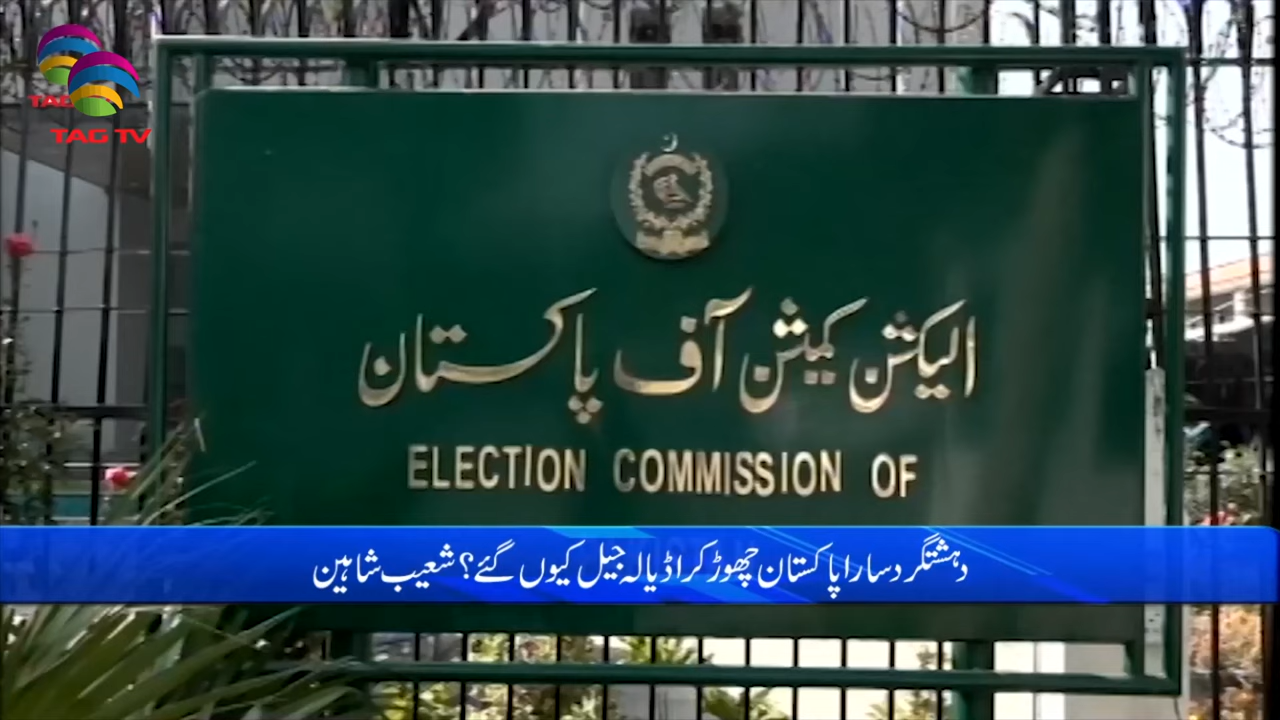 TAG TV
الیکشن کمیشن آف پاکستان
ELECTION COMMISSION OF
دہشتگرد سارا پاکستان چھوڑ کر اڈیالہ جیل کیوں گئے؟ شعیب شاہین